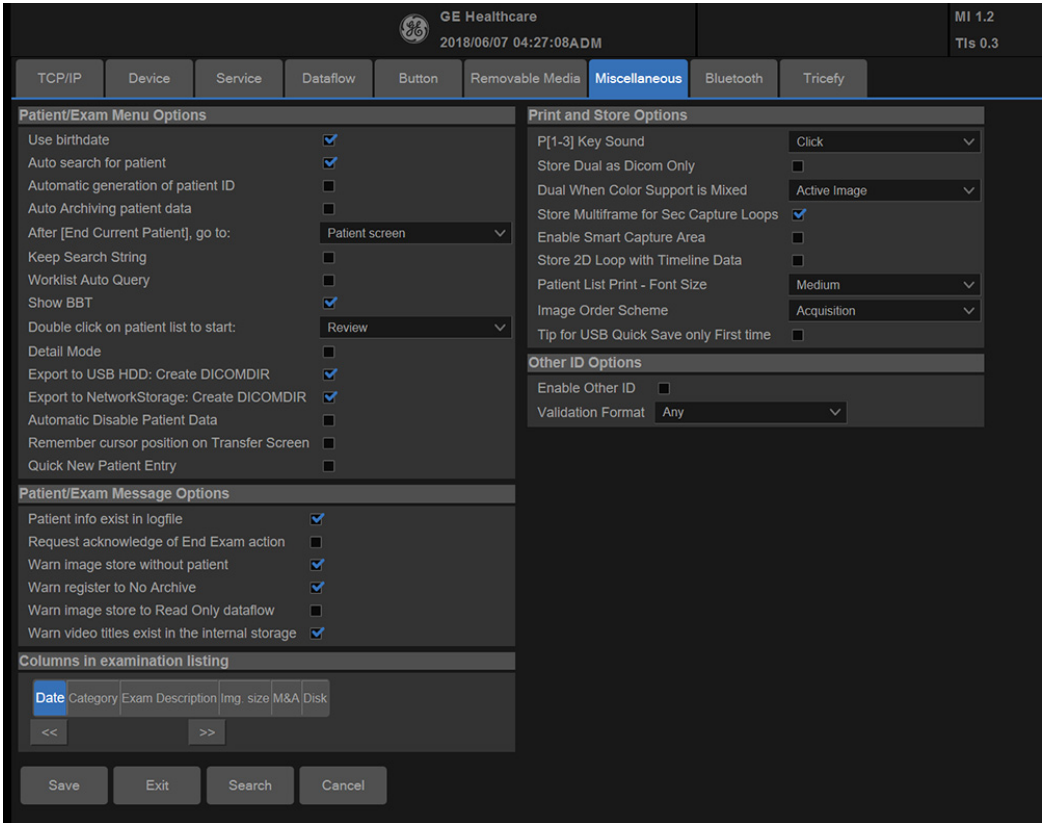 GE Healthcare
2018/06/07 04:27:08ADM
MI 1.2
TIs 0.3
TCP/IP Device Service Dataflow Button Removable Media Miscellaneous Bluetooth Tricefy
Patient/Exam Menu Options
Use birthdate
Auto search for patient
Automatic generation of patient ID
Auto Archiving patient data
After [End Current Patient], go to: Patient screen
Keep Search String
Worklist Auto Query
Show BBT
Double click on patient list to start: Review
Detail Mode
Export to USB HDD: Create DICOMDIR
Export to NetworkStorage: Create DICOMDIR
Automatic Disable Patient Data
Remember cursor position on Transfer Screen
Quick New Patient Entry
Patient/Exam Message Options
Patient info exist in logfile
Request acknowledge of End Exam action
Warn image store without patient
Warn register to No Archive
Warn image store to Read Only dataflow
Warn video titles exist in the internal storage
Columns in examination listing
Date Category Exam Description Img. size M&A Disk
<< >>
Print and Store Options
P[1-3] Key Sound Click
Store Dual as Dicom Only
Dual When Color Support is Mixed Active Image
Store Multiframe for Sec Capture Loops
Enable Smart Capture Area
Store 2D Loop with Timeline Data
Patient List Print - Font Size Medium
Image Order Scheme Acquisition
Tip for USB Quick Save only First time
Other ID Options
Enable Other ID
Validation Format Any
Save Exit Search Cancel